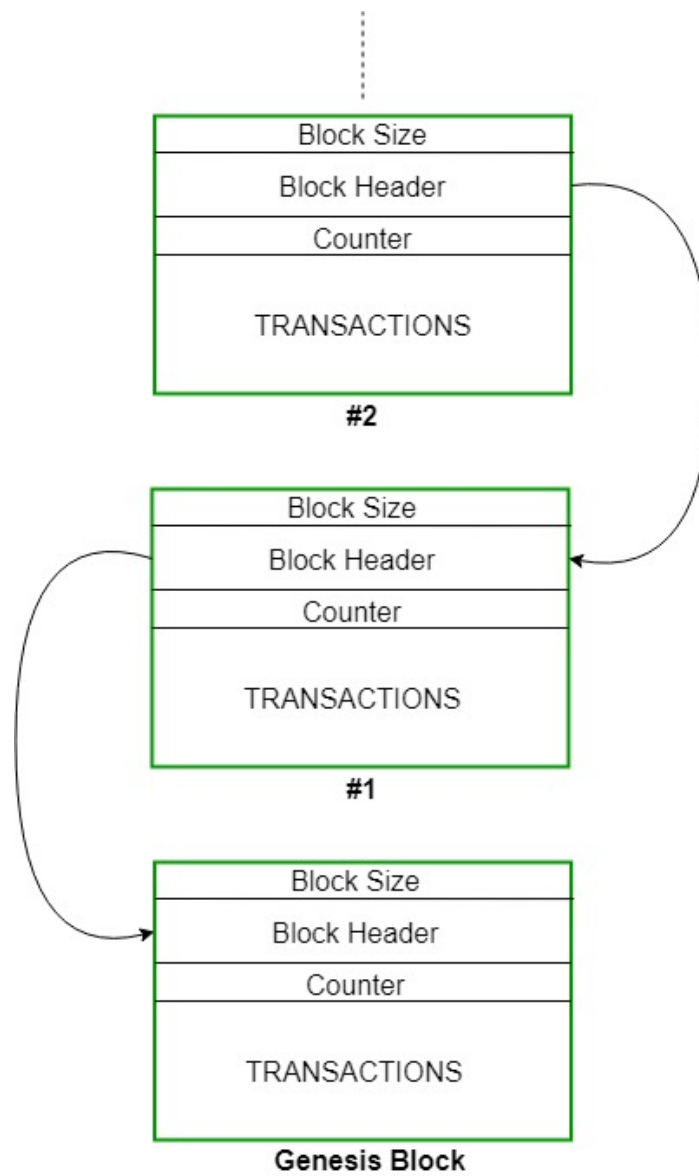 Block Size
Block Header
Counter
TRANSACTIONS
#2
Block Size
Block Header
Counter
TRANSACTIONS
#1
Block Size
Block Header
Counter
TRANSACTIONS
Genesis Block